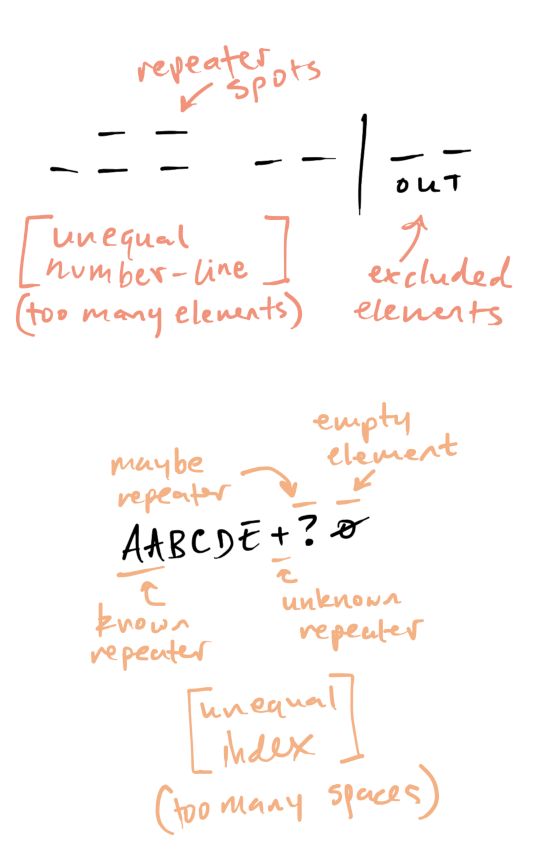 repeater
spots
OUT
[unequal
number-line]
(too many elements)
excluded
elements
empty
element
maybe
repeater
AABCDE+?Ø
known
repeater
unknown
repeater
[unequal
index]
(too many spaces)